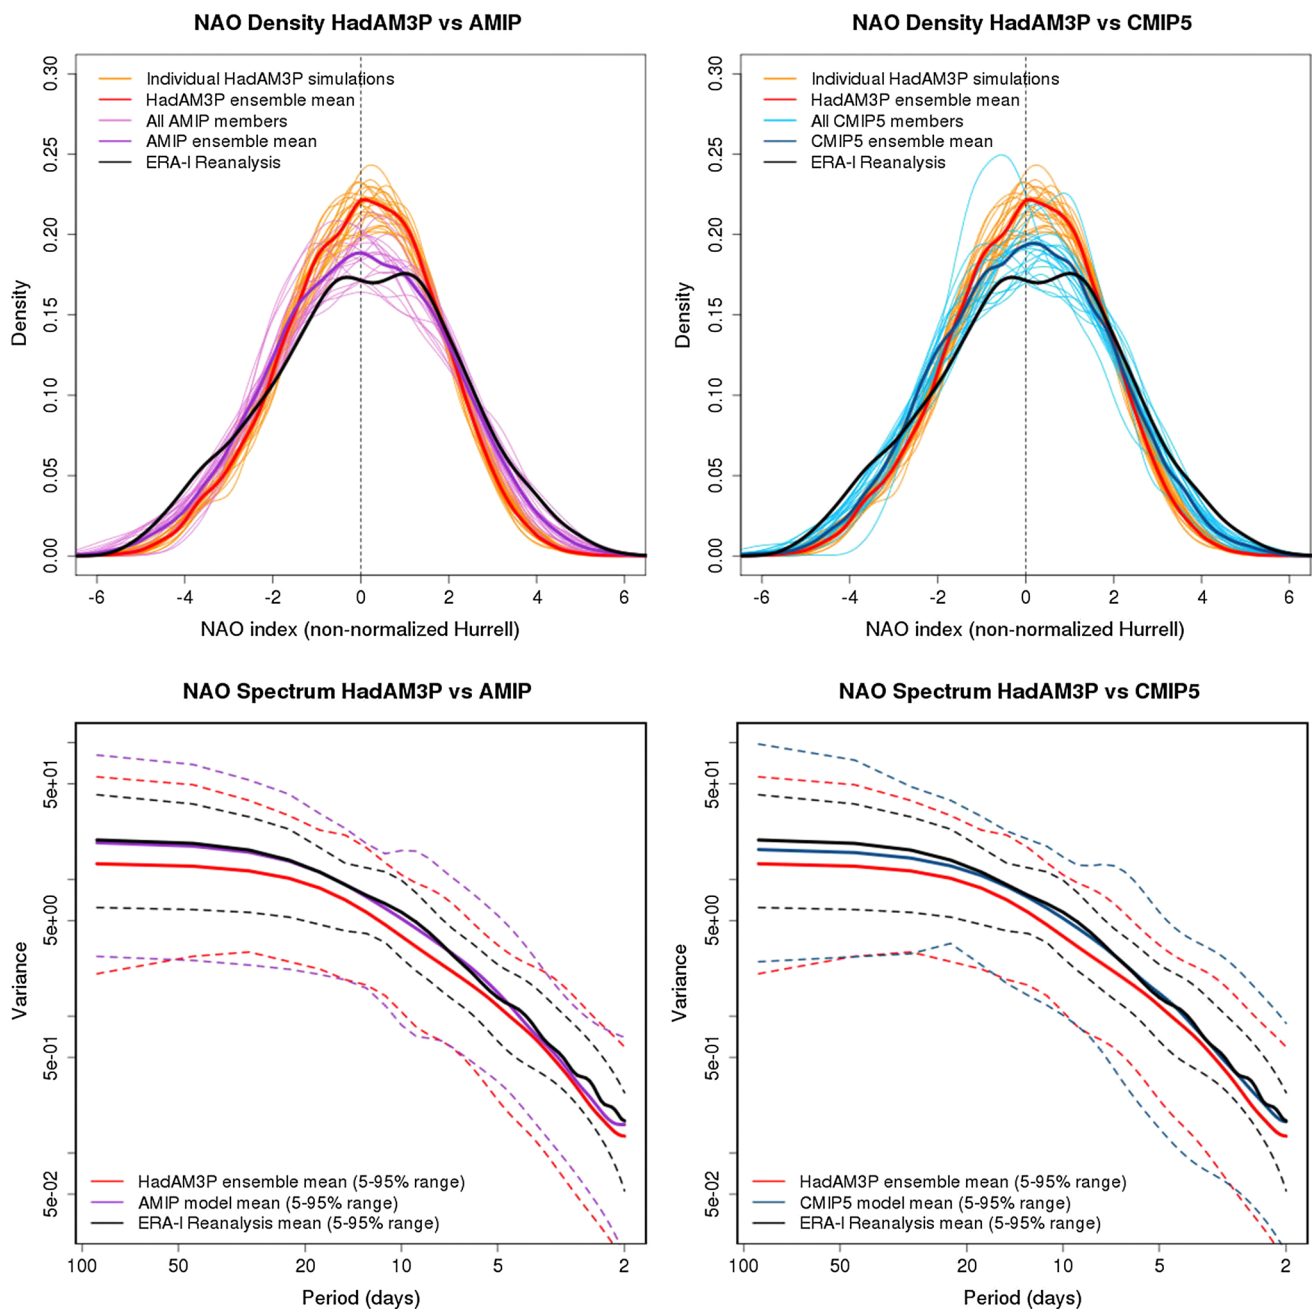 NAO Density HadAM3P vs AMIP
Individual HadAM3P simulations
HadAM3P ensemble mean
All AMIP members
AMIP ensemble mean
ERA-I Reanalysis
0.30
0.25
0.20
0.15
0.10
0.05
0.00
Density
-6 -4 -2 0 2 4 6
NAO index (non-normalized Hurrell)
NAO Density HadAM3P vs CMIP5
Individual HadAM3P simulations
HadAM3P ensemble mean
All CMIP5 members
CMIP5 ensemble mean
ERA-I Reanalysis
0.30
0.25
0.20
0.15
0.10
0.05
0.00
Density
-6 -4 -2 0 2 4 6
NAO index (non-normalized Hurrell)
NAO Spectrum HadAM3P vs AMIP
5e+01
5e+00
5e-01
5e-02
Variance
HadAM3P ensemble mean (5-95% range)
AMIP model mean (5-95% range)
ERA-I Reanalysis mean (5-95% range)
100 50 20 10 5 2
Period (days)
NAO Spectrum HadAM3P vs CMIP5
5e+01
5e+00
5e-01
5e-02
Variance
HadAM3P ensemble mean (5-95% range)
CMIP5 model mean (5-95% range)
ERA-I Reanalysis mean (5-95% range)
100 50 20 10 5 2
Period (days)